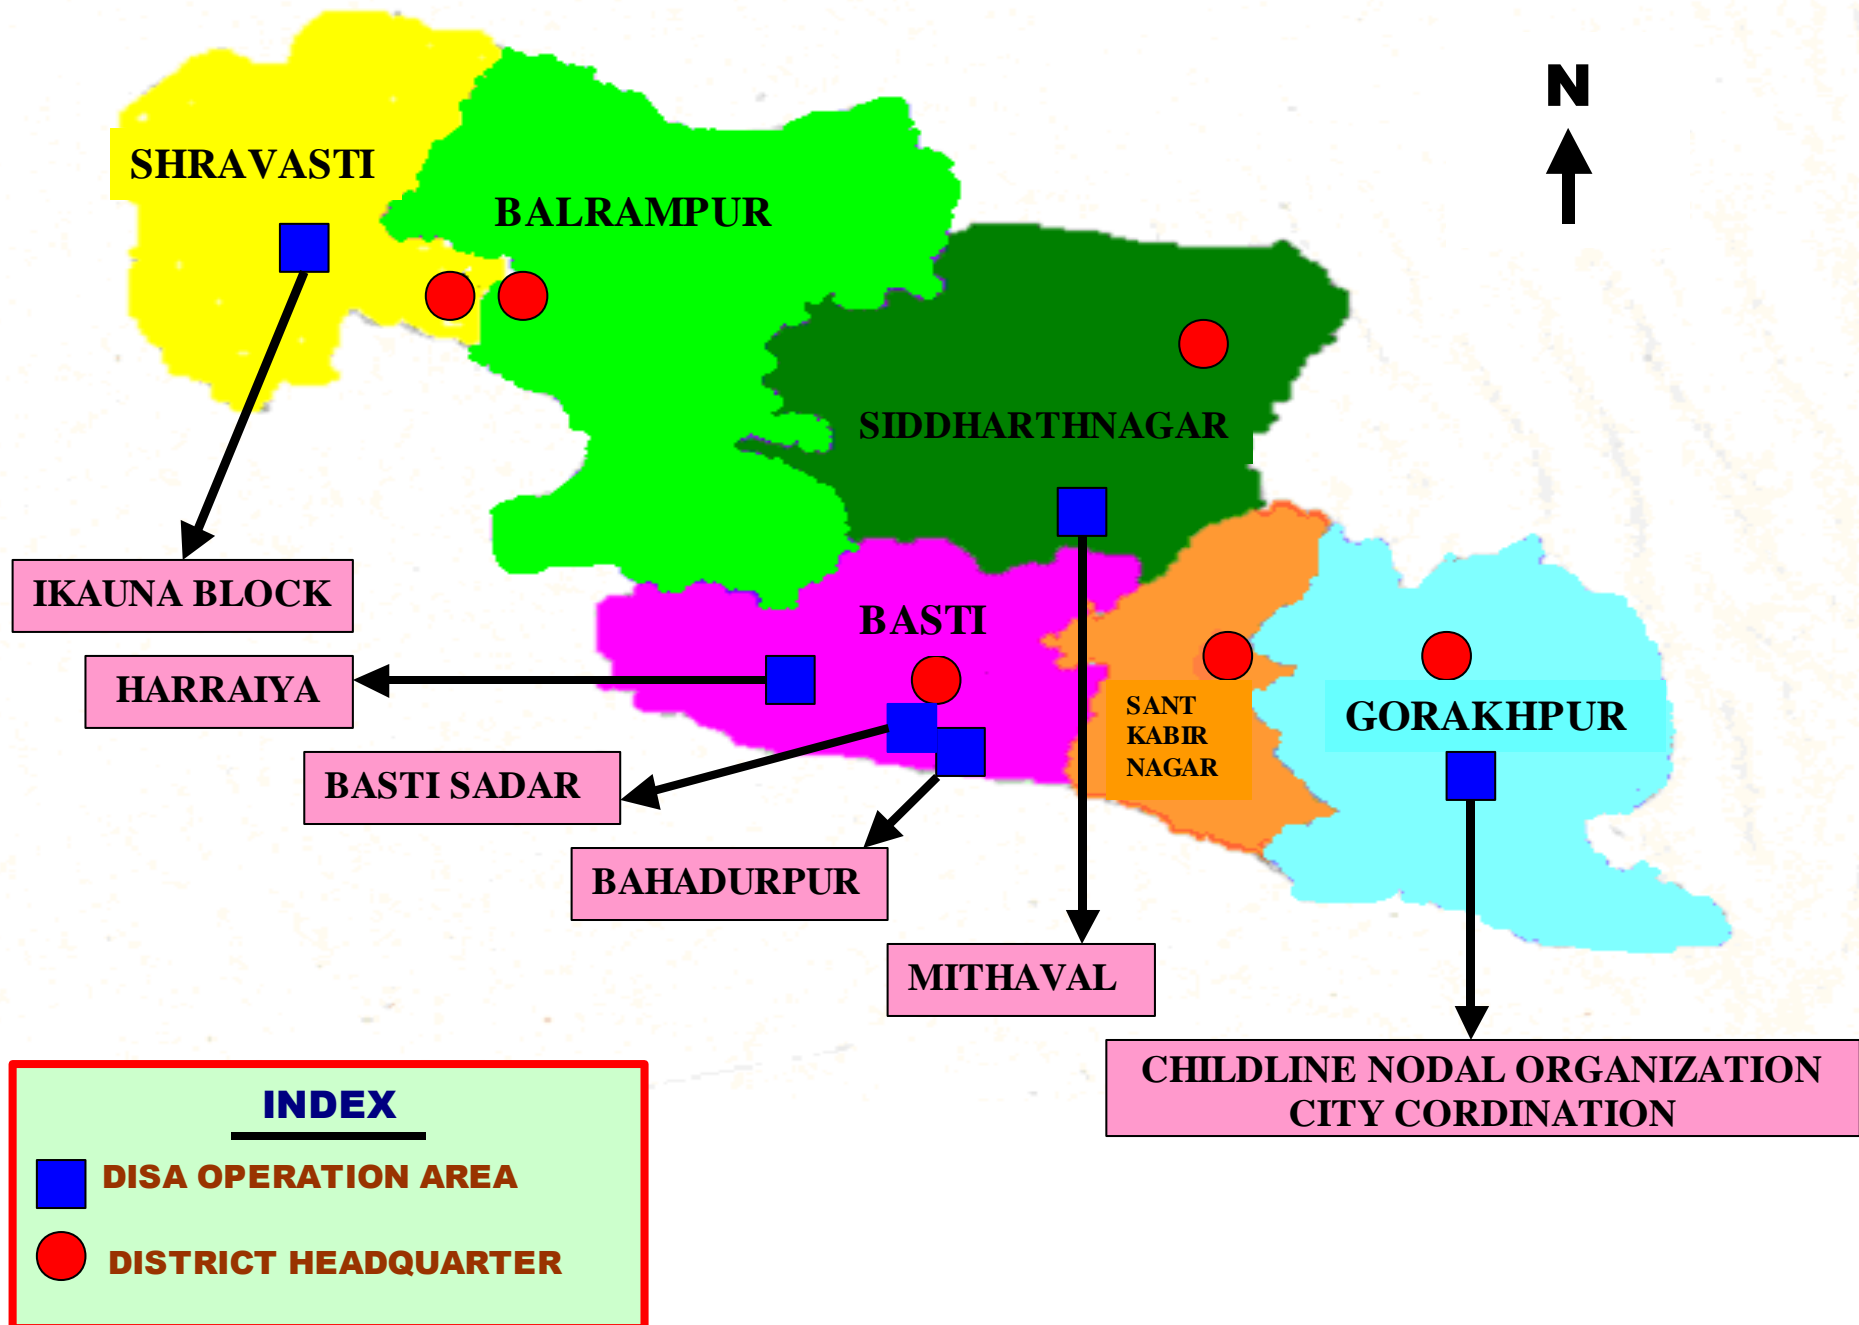 N
SHRAVASTI
BALRAMPUR
SIDDHARTHNAGAR
IKAUNA BLOCK
BASTI
HARRAIYA
SANT
KABIR
NAGAR
GORAKHPUR
BASTI SADAR
BAHADURPUR
MITHAVAL
CHILDLINE NODAL ORGANIZATION
CITY CORDINATION
INDEX
DISA OPERATION AREA
DISTRICT HEADQUARTER